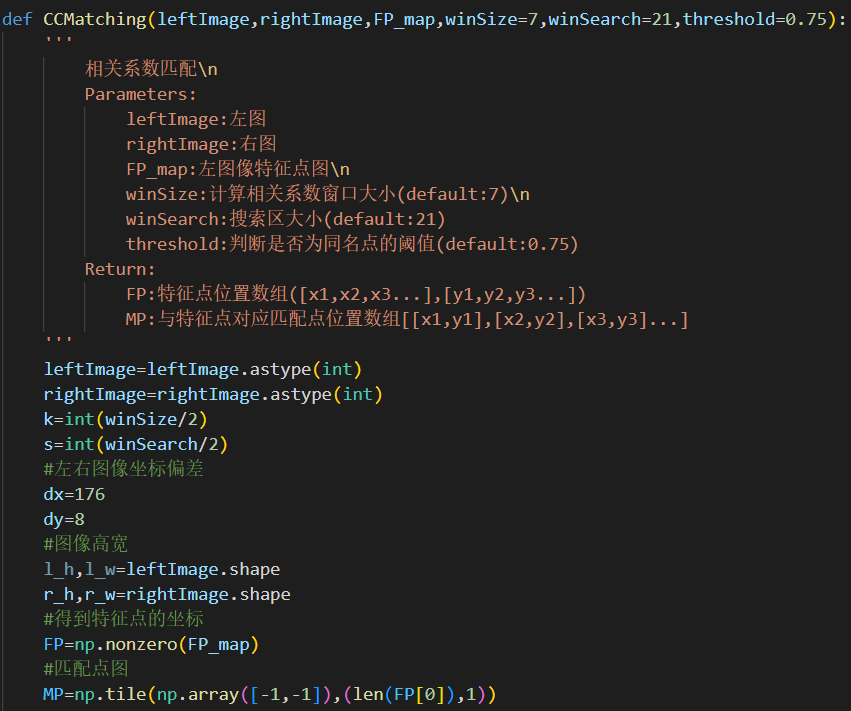 def CCMatching(leftImage,rightImage,FP_map,winSize=7,winSearch=21,threshold=0.75):
'''
相关系数匹配\n
Parameters:
leftImage:左图
rightImage:右图
FP_map:左图像特征点图\n
winSize:计算相关系数窗口大小(default:7)\n
winSearch:搜索区大小(default:21)
threshold:判断是否为同名点的阈值(default:0.75)
Return:
FP:特征点位置数组([x1,x2,x3...],[y1,y2,y3...])
MP:与特征点对应匹配点位置数组[[x1,y1],[x2,y2],[x3,y3]...]
'''
leftImage=leftImage.astype(int)
rightImage=rightImage.astype(int)
k=int(winSize/2)
s=int(winSearch/2)
#左右图像坐标偏差
dx=176
dy=8
#图像高宽
l_h,l_w=leftImage.shape
r_h,r_w=rightImage.shape
#得到特征点的坐标
FP=np.nonzero(FP_map)
#匹配点图
MP=np.tile(np.array([-1,-1]),(len(FP[0]),1))